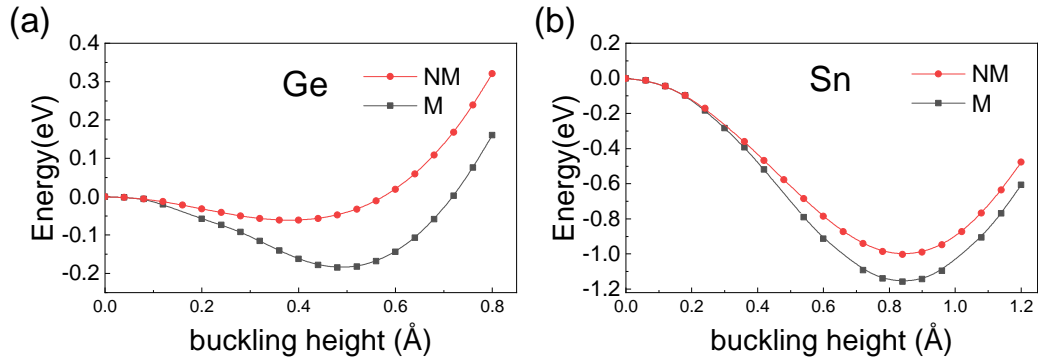 (a)
Ge
NM
M
0.4
0.3
0.2
0.1
0.0
-0.1
-0.2
Energy(eV)
0.0 0.2 0.4 0.6 0.8
buckling height (Å)
(b)
Sn
NM
M
0.2
0.0
-0.2
-0.4
-0.6
-0.8
-1.0
-1.2
Energy(eV)
0.0 0.2 0.4 0.6 0.8 1.0 1.2
buckling height (Å)